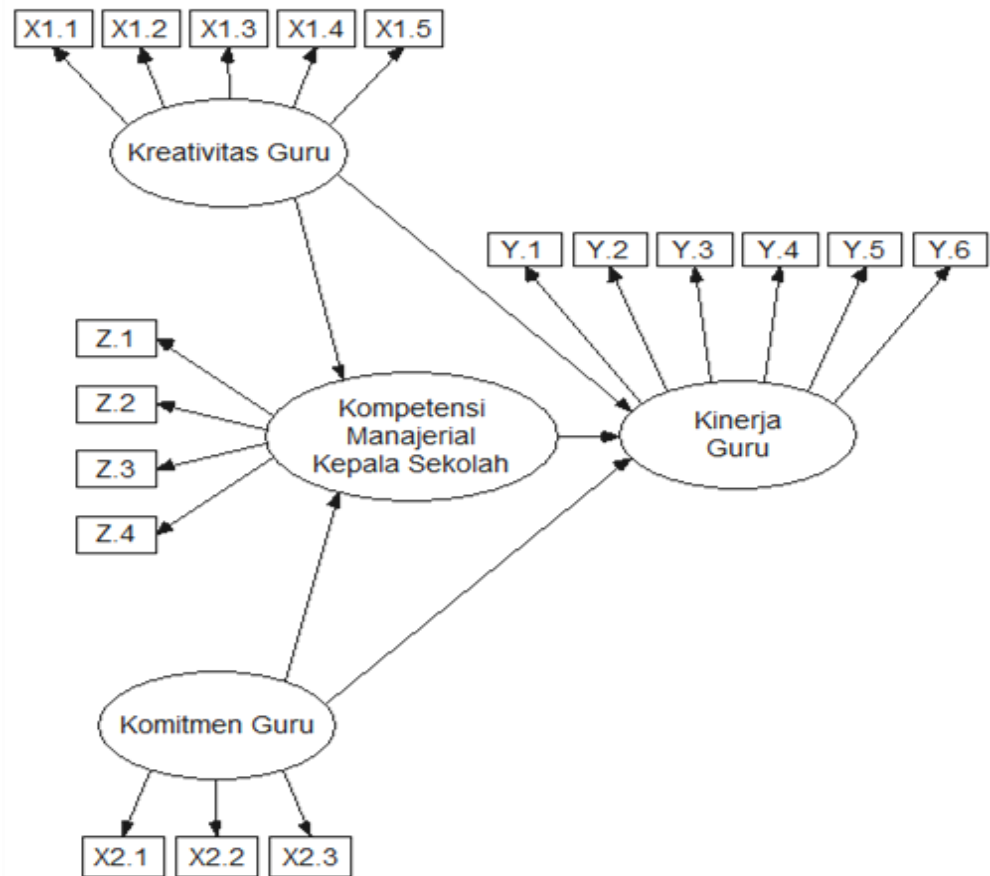 X1.1 X1.2 X1.3 X1.4 X1.5
Kreativitas Guru
Y.1 Y.2 Y.3 Y.4 Y.5 Y.6
Z.1
Z.2
Z.3
Z.4
Kompetensi
Manajerial
Kepala Sekolah
Kinerja
Guru
Komitmen Guru
X2.1 X2.2 X2.3